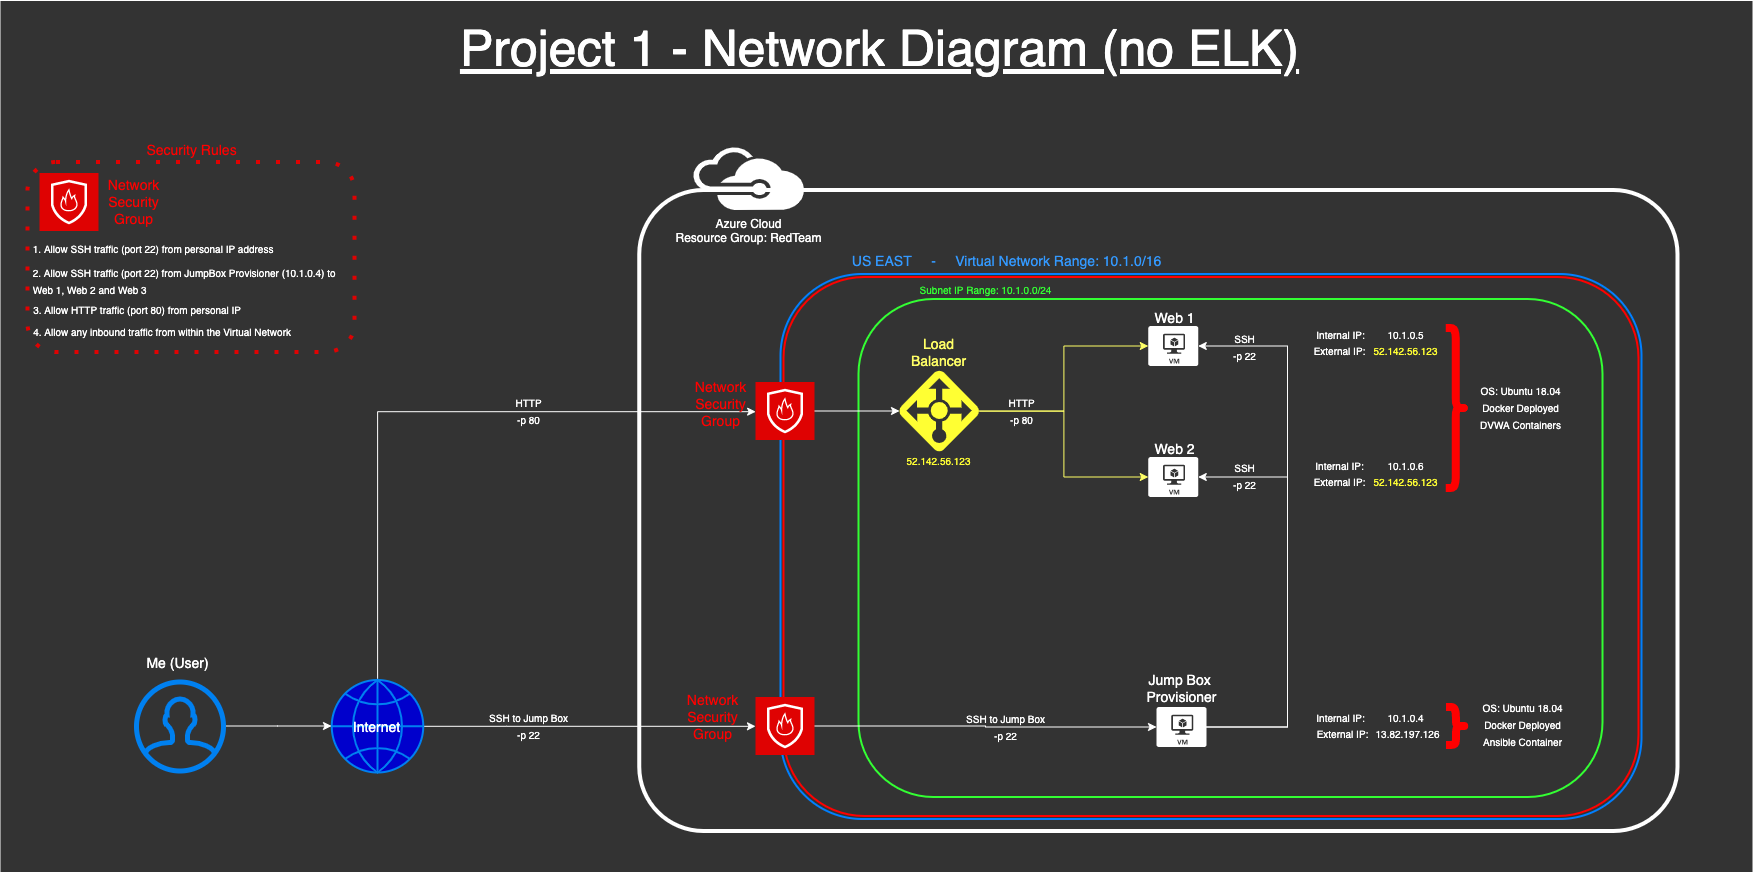 Project 1 - Network Diagram (no ELK)
Security Rules
Network
Security
Group
1. Allow SSH traffic (port 22) from personal IP address
2. Allow SSH traffic (port 22) from JumpBox Provisioner (10.1.0.4) to
Web 1, Web 2 and Web 3
3. Allow HTTP traffic (port 80) from personal IP
4. Allow any inbound traffic from within the Virtual Network
Azure Cloud
Resource Group: RedTeam
US EAST - Virtual Network Range: 10.1.0/16
Subnet IP Range: 10.1.0.0/24
Load
Balancer
52.142.56.123
Network
Security
Group
HTTP
-p 80
HTTP
-p 80
Web 1
VM
SSH
-p 22
Internal IP: 10.1.0.5
External IP: 52.142.56.123
Web 2
VM
SSH
-p 22
Internal IP: 10.1.0.6
External IP: 52.142.56.123
OS: Ubuntu 18.04
Docker Deployed
DVWA Containers
Me (User)
Internet
SSH to Jump Box
-p 22
Network
Security
Group
SSH to Jump Box
-p 22
Jump Box
Provisioner
VM
Internal IP: 10.1.0.4
External IP: 13.82.197.126
OS: Ubuntu 18.04
Docker Deployed
Ansible Container